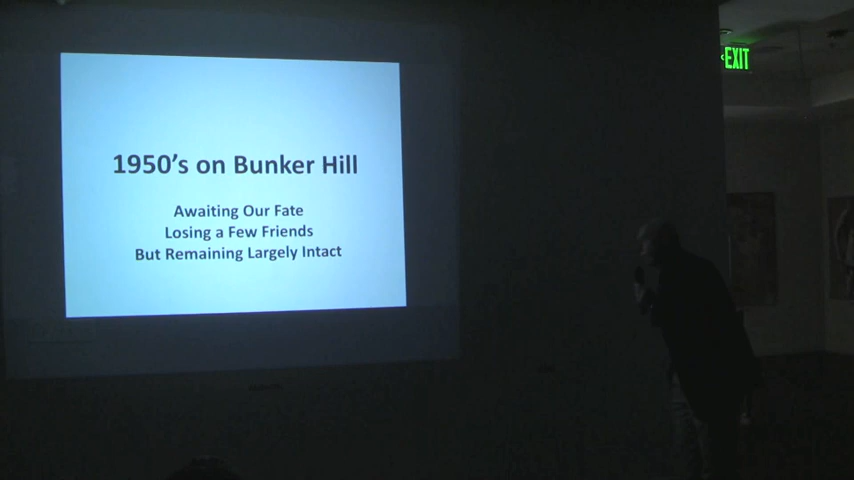 1950's on Bunker Hill
Awaiting Our Fate
Losing a Few Friends
But Remaining Largely Intact
EXIT